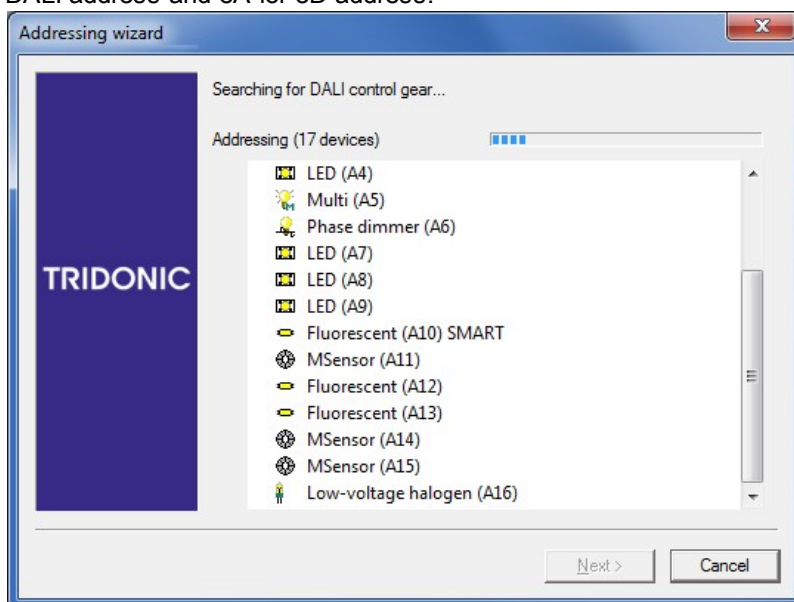 DALI address and eA for eD address.
Addressing wizard
Searching for DALI control gear...
Addressing (17 devices)
TRIDONIC
LED (A4)
Multi (A5)
Phase dimmer (A6)
LED (A7)
LED (A8)
LED (A9)
Fluorescent (A10) SMART
MSensor (A11)
Fluorescent (A12)
Fluorescent (A13)
MSensor (A14)
MSensor (A15)
Low-voltage halogen (A16)
Next >
Cancel